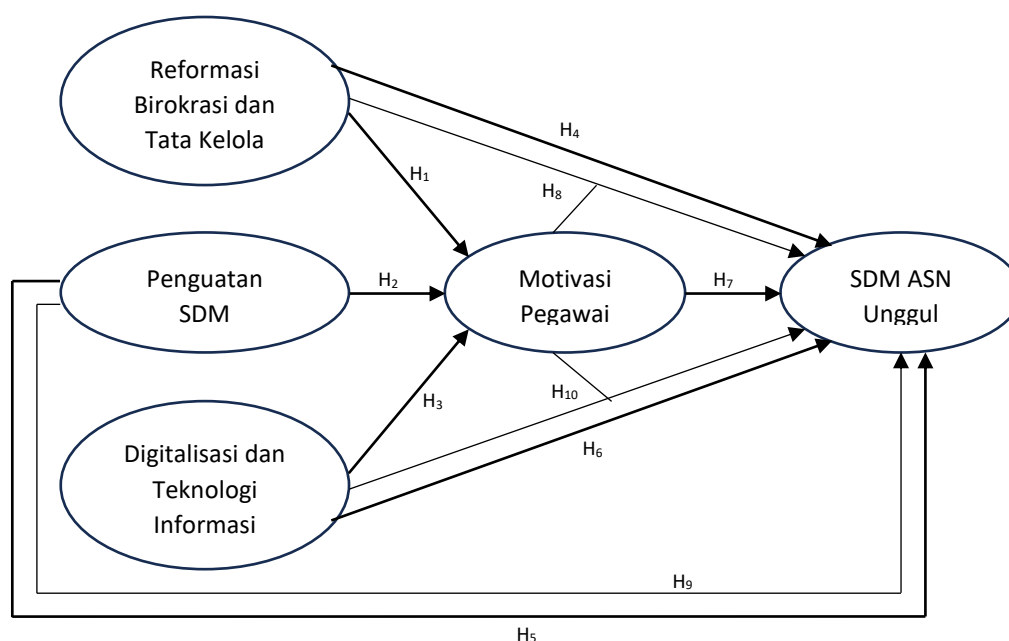 Reformasi
Birokrasi dan
Tata Kelola
H₄
H₁
H₈
Penguatan
SDM
H₂
Motivasi
Pegawai
H₇
SDM ASN
Unggul
H₃
H₁₀
H₆
Digitalisasi dan
Teknologi
Informasi
H₉
H₅